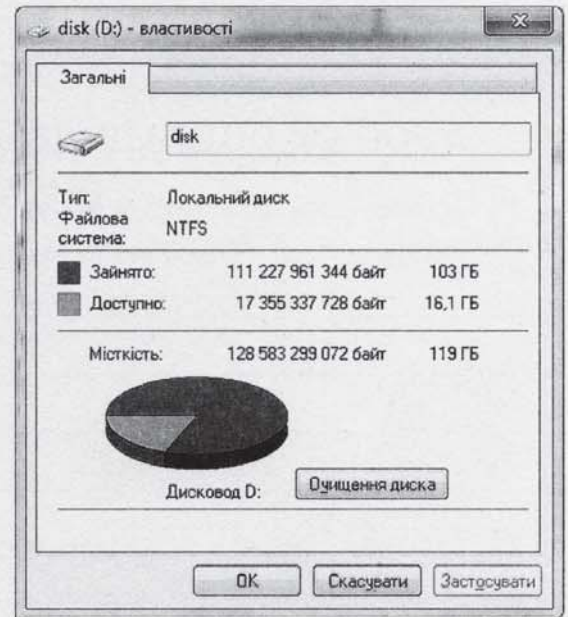 disk (D:) - властивості
Загальні
disk
Тип: Локальний диск
Файлова система: NTFS
Зайнято: 111 227 961 344 байт 103 ГБ
Доступно: 17 355 337 728 байт 16,1 ГБ
Місткість: 128 583 299 072 байт 119 ГБ
Дисковод D: Очищення диска
ОК Скасувати Застосувати